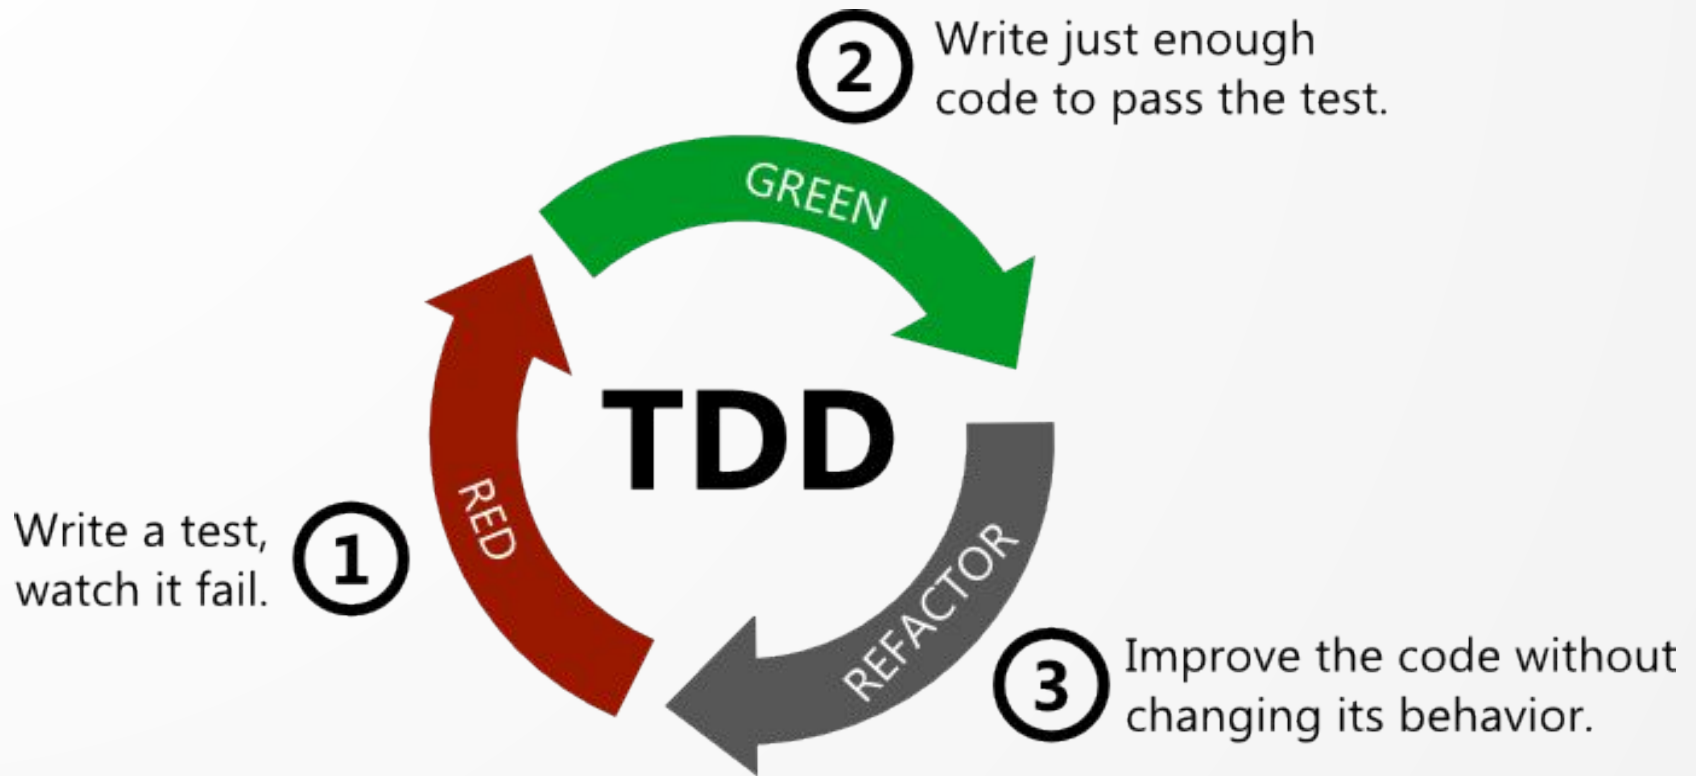 2
Write just enough
code to pass the test.
GREEN
TDD
RED
Write a test,
watch it fail.
1
REFACTOR
3
Improve the code without
changing its behavior.